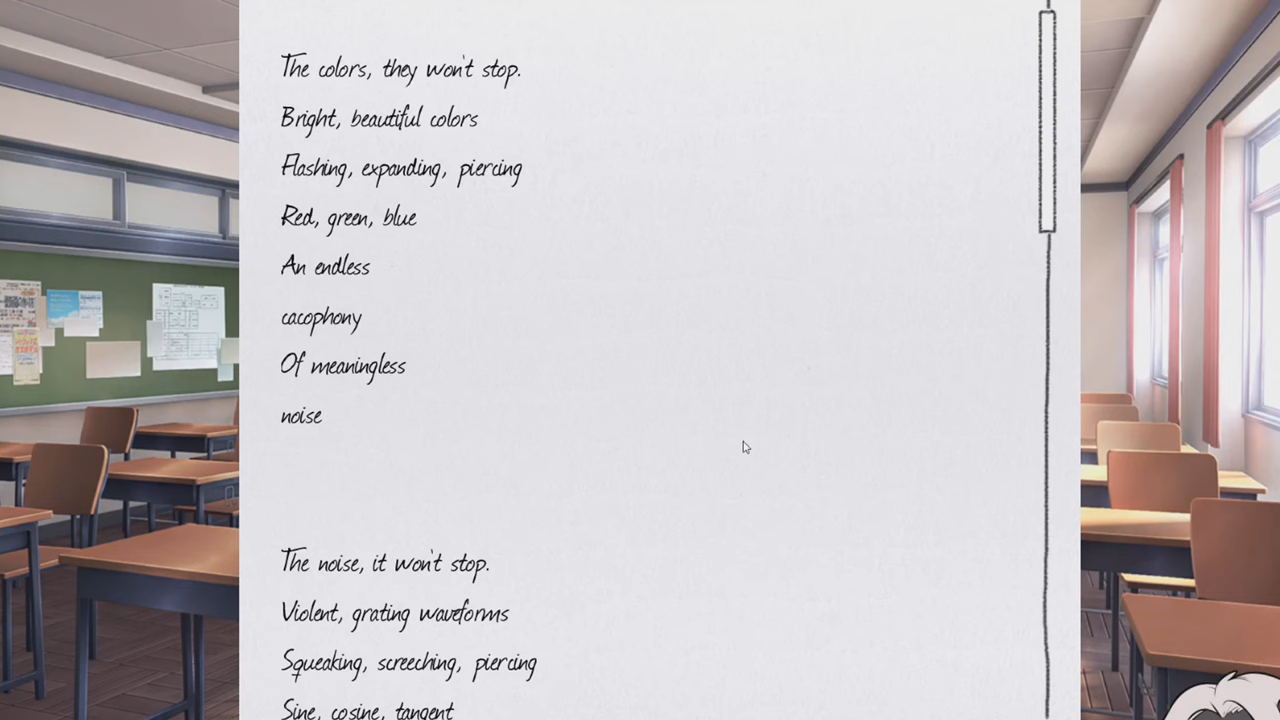 The colors, they won't stop.
Bright, beautiful colors
Flashing, expanding, piercing
Red, green, blue
An endless
cacophony
Of meaningless
noise
The noise, it won't stop.
Violent, grating waveforms
Squeaking, screeching, piercing
Sine, cosine, tangent